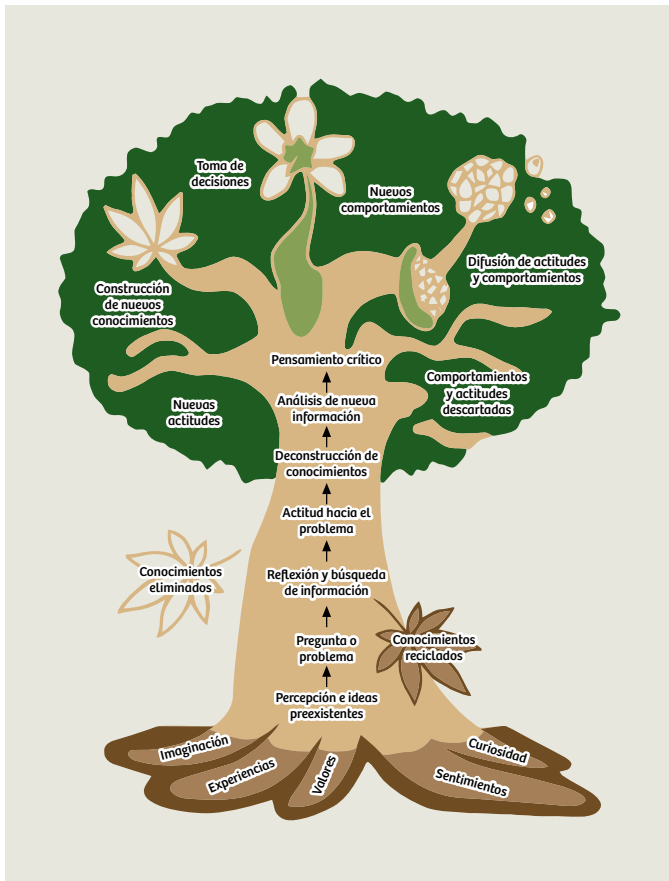 Toma de
decisiones
Nuevos
comportamientos
Difusión de actitudes
y comportamientos
Construcción
de nuevos
conocimientos
Pensamiento crítico
Comportamientos
y actitudes
descartadas
Nuevas
actitudes
Análisis de nueva
información
Deconstrucción de
conocimientos
Actitud hacia el
problema
Conocimientos
eliminados
Reflexión y búsqueda
de información
Pregunta o
problema
Conocimientos
reciclados
Percepción e ideas
preexistentes
Imaginación
Experiencias
Valores
Sentimientos
Curiosidad